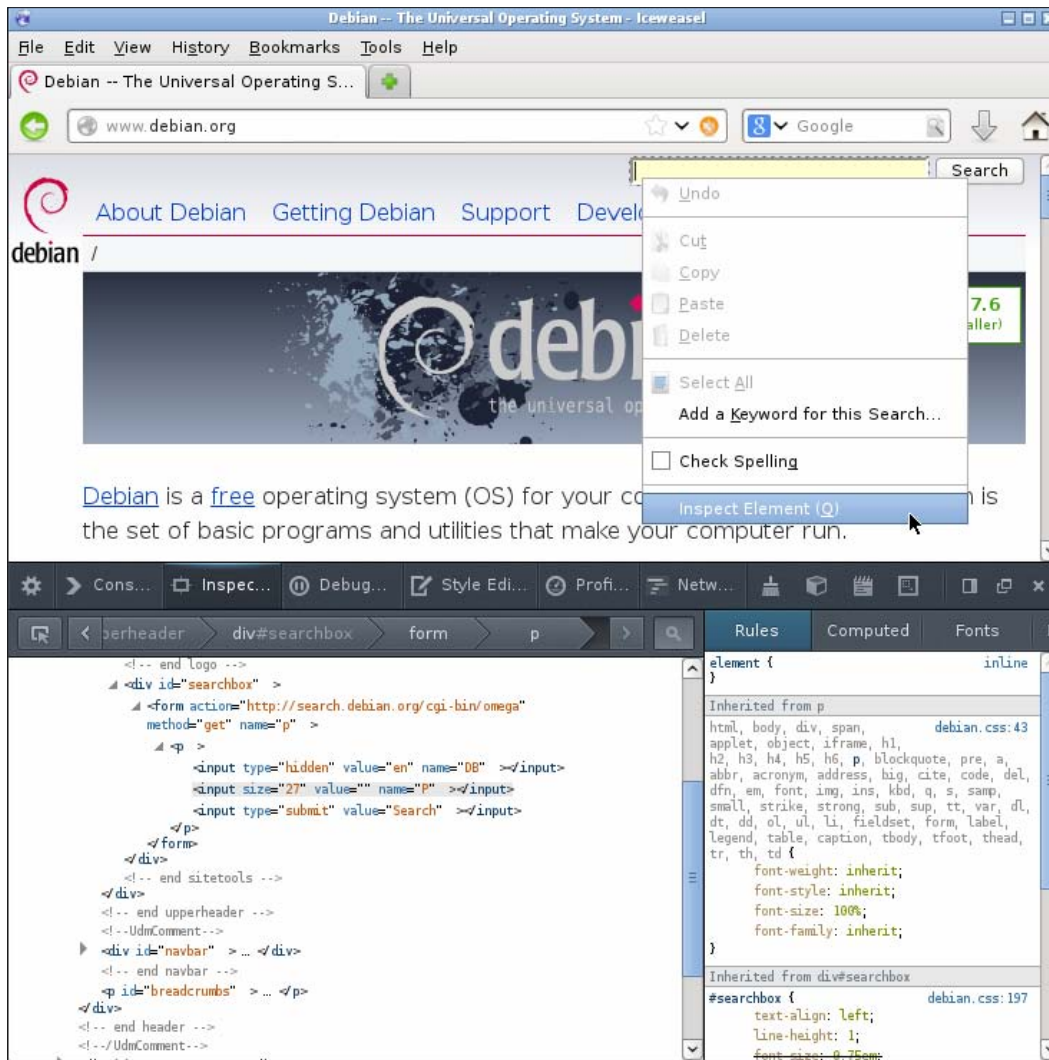 Debian -- The Universal Operating System - Iceweasel
File Edit View History Bookmarks Tools Help
Debian -- The Universal Operating S...
www.debian.org
Google
Search
About Debian Getting Debian Support Devel
debian /
debi
the universal op
7.6
aller)
Undo
Cut
Copy
Paste
Delete
Select All
Add a Keyword for this Search...
Check Spelling
Inspect Element (Q)
Debian is a free operating system (OS) for your co is
the set of basic programs and utilities that make your computer run.
Cons... Inspec... Debug... Style Edi... Profi... Netw...
perheader div#searchbox form p
Rules Computed Fonts
<!-- end logo -->
<div id="searchbox" >
<form action="http://search.debian.org/cgi-bin/omega"
method="get" name="p" >
<p >
<input type="hidden" value="en" name="DB" ></input>
<input size="27" value="" name="P" ></input>
<input type="submit" value="Search" ></input>
</p>
</form>
</div>
<!-- end sitetools -->
</div>
<!-- end upperheader -->
<!--UdmComment-->
<div id="navbar" > … </div>
<!-- end navbar -->
<p id="breadcrumbs" > … </p>
</div>
<!-- end header -->
<!--/UdmComment-->
element { inline
}
Inherited from p
html, body, div, span, debian.css:43
applet, object, iframe, h1,
h2, h3, h4, h5, h6, p, blockquote, pre, a,
abbr, acronym, address, big, cite, code, del,
dfn, em, font, img, ins, kbd, q, s, samp,
small, strike, strong, sub, sup, tt, var, dl,
dt, dd, ol, ul, li, fieldset, form, label,
legend, table, caption, tbody, tfoot, thead,
tr, th, td {
font-weight: inherit;
font-style: inherit;
font-size: 100%;
font-family: inherit;
}
Inherited from div#searchbox
#searchbox { debian.css:197
text-align: left;
line-height: 1;
font-size: 0.75em;